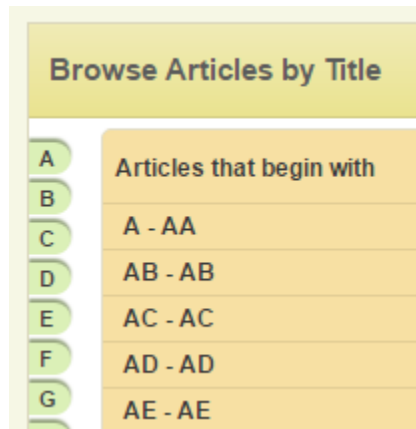 Browse Articles by Title
A
B
C
D
E
F
G
Articles that begin with
A - AA
AB - AB
AC - AC
AD - AD
AE - AE